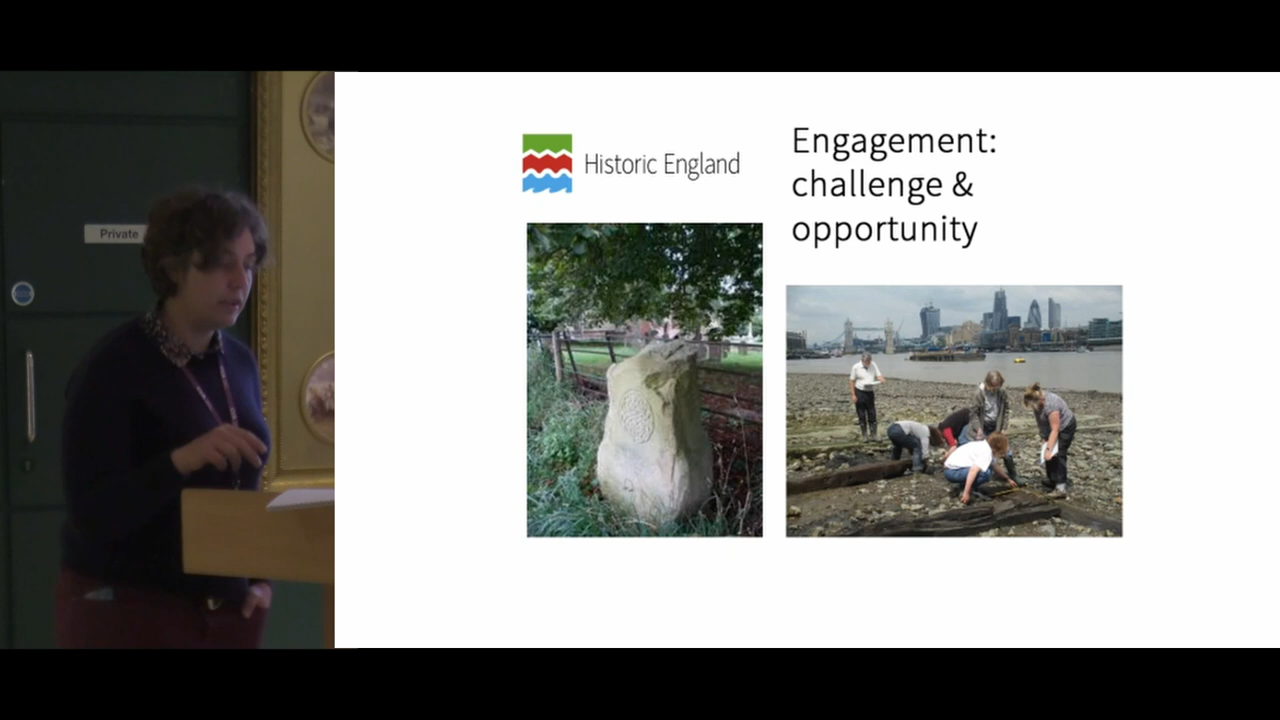 Private
Historic England
Engagement:
challenge &
opportunity